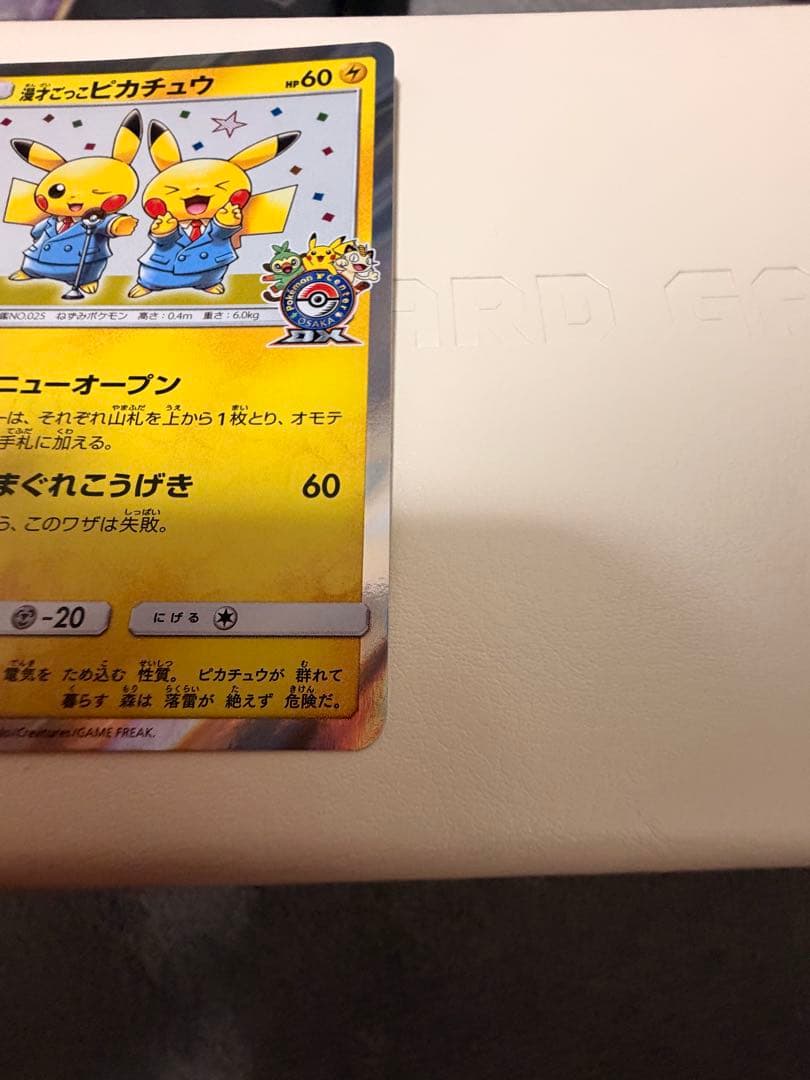 漫才ごっこピカチュウ HP60
Pokémon Center
OSAKA
DX
NO.025 ねずみポケモン 高さ:0.4m 重さ:6.0kg
ニューオープン
ーは、それぞれ山札を上から1枚とり、オモテ
手札に加える。
まぐれこうげき 60
ら、このワザは失敗。
-20 にげる
電気を ため込む 性質。 ピカチュウが 群れて
暮らす 森は 落雷が 絶えず 危険だ。
/Creatures/GAME FREAK.
ARD GA